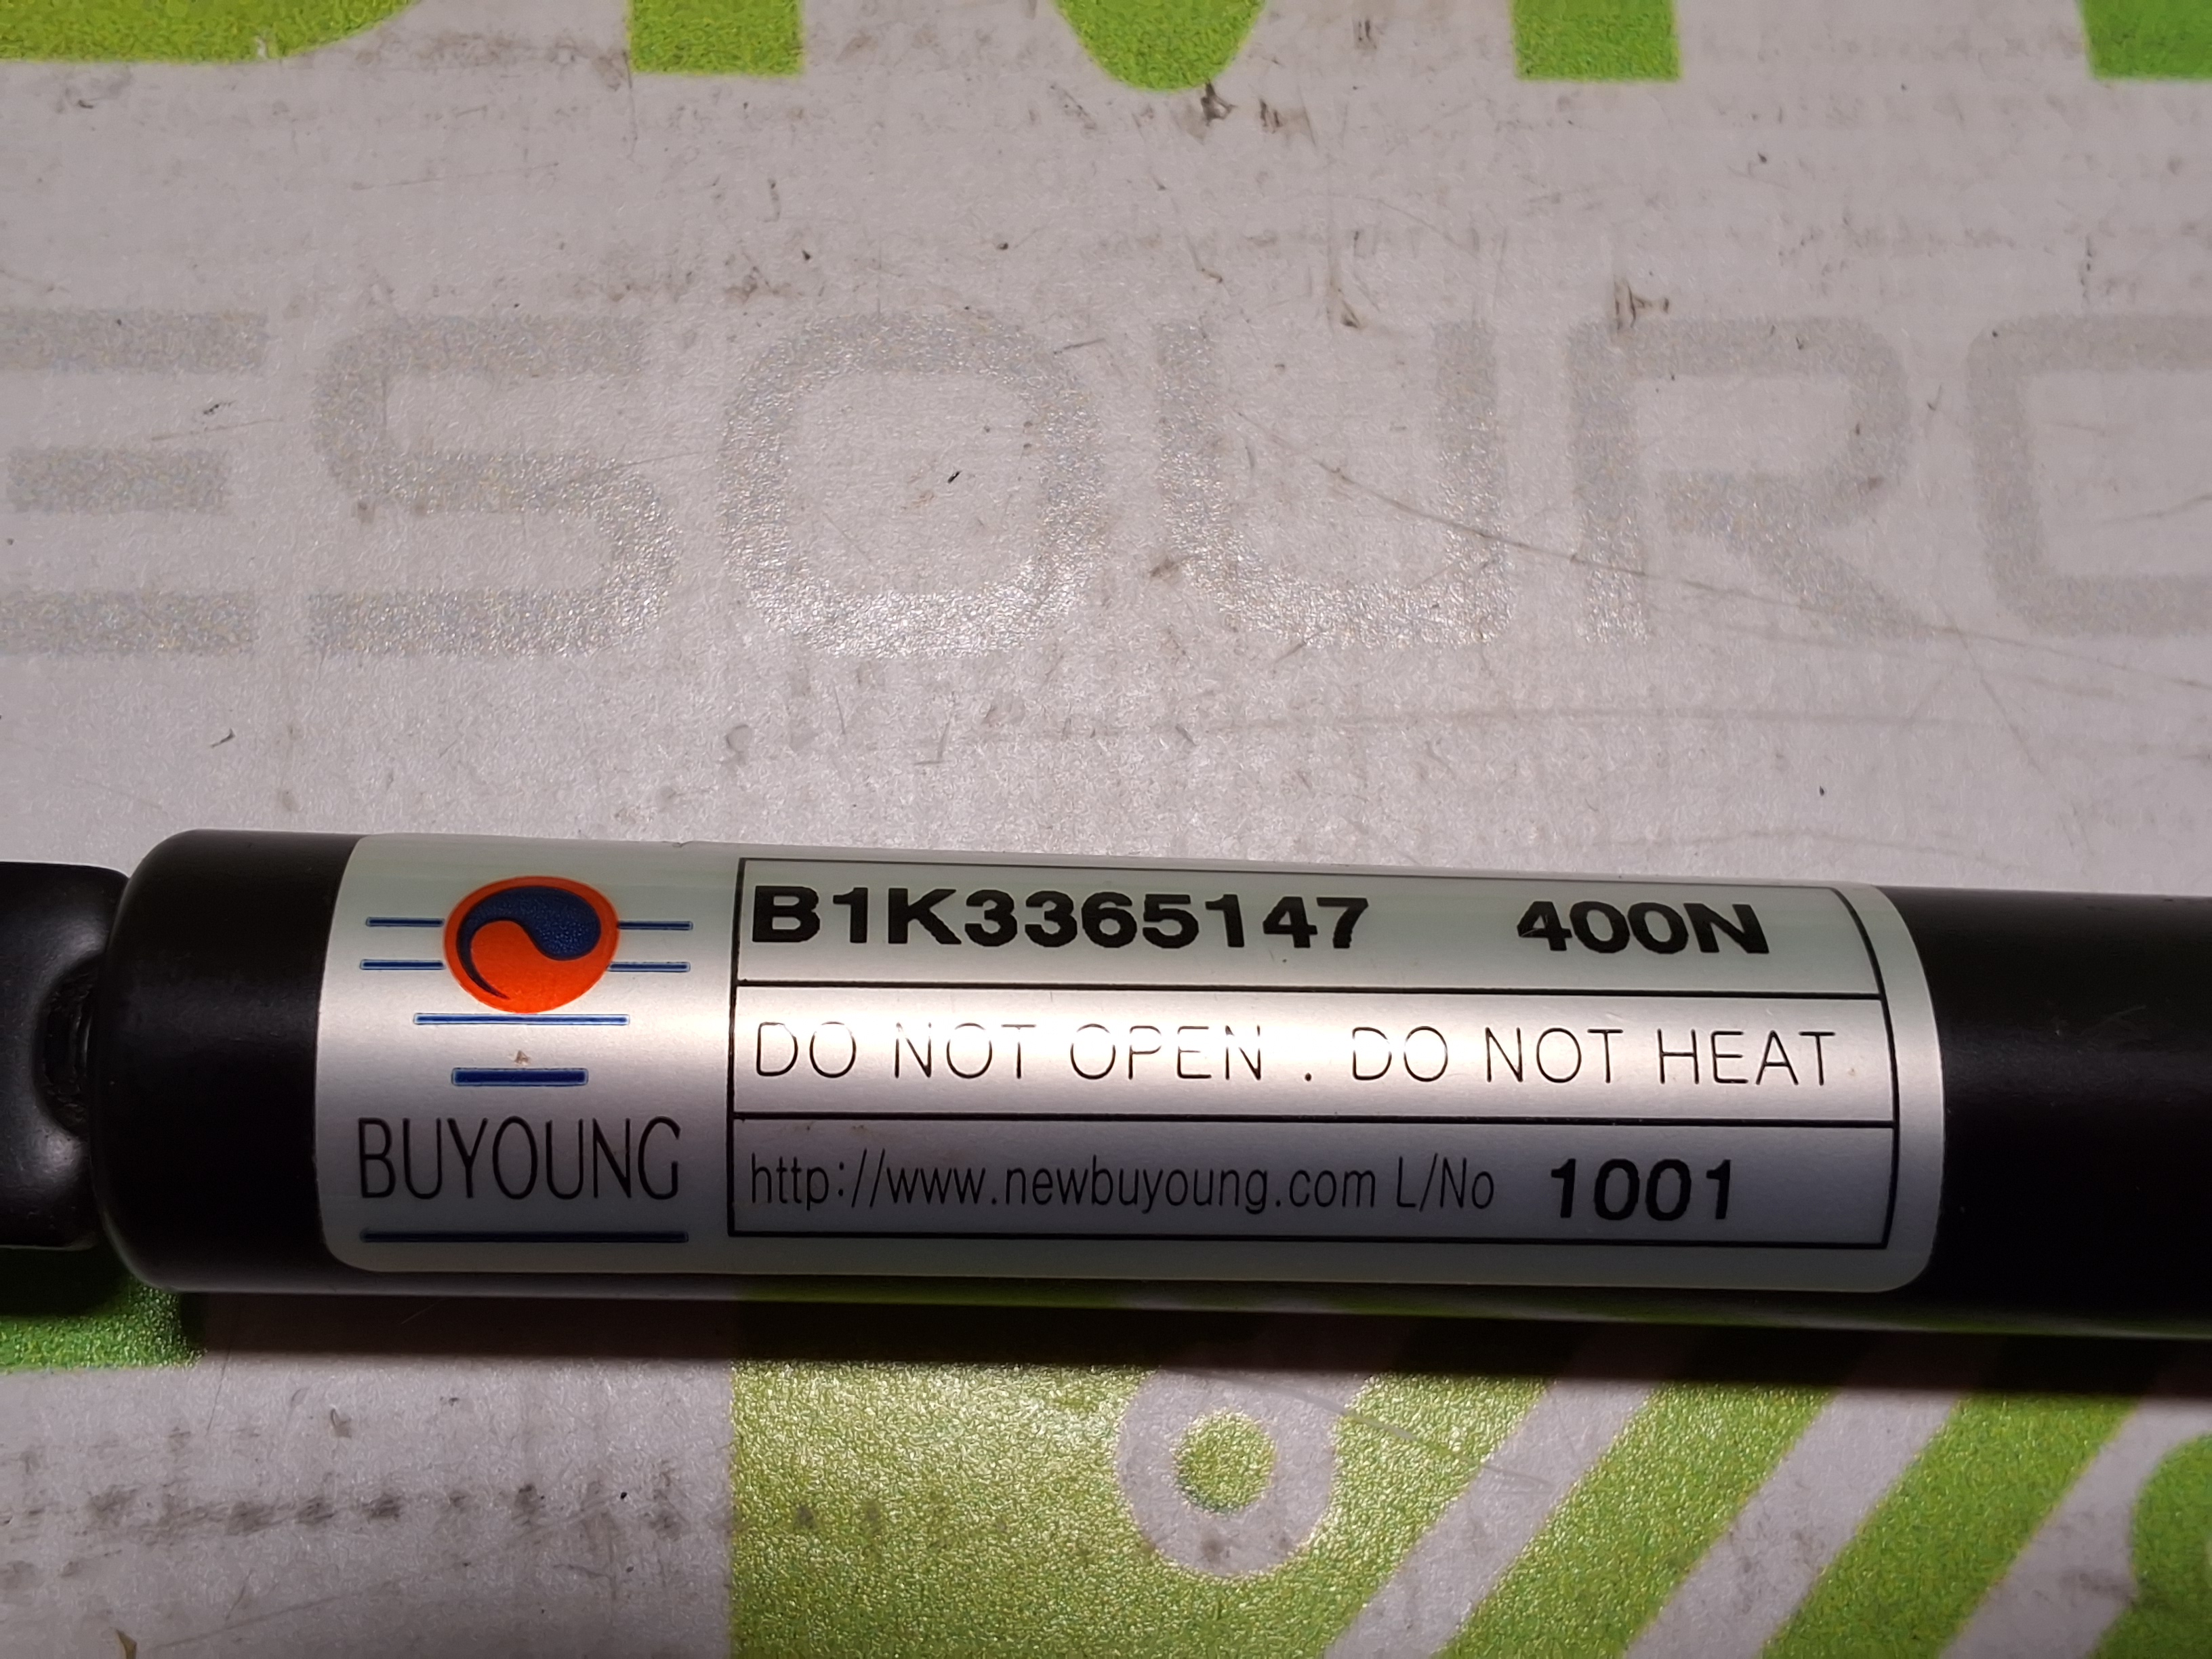 B1K3365147 400N
DO NOT OPEN . DO NOT HEAT
BUYOUNG
http://www.newbuyoung.com L/No 1001